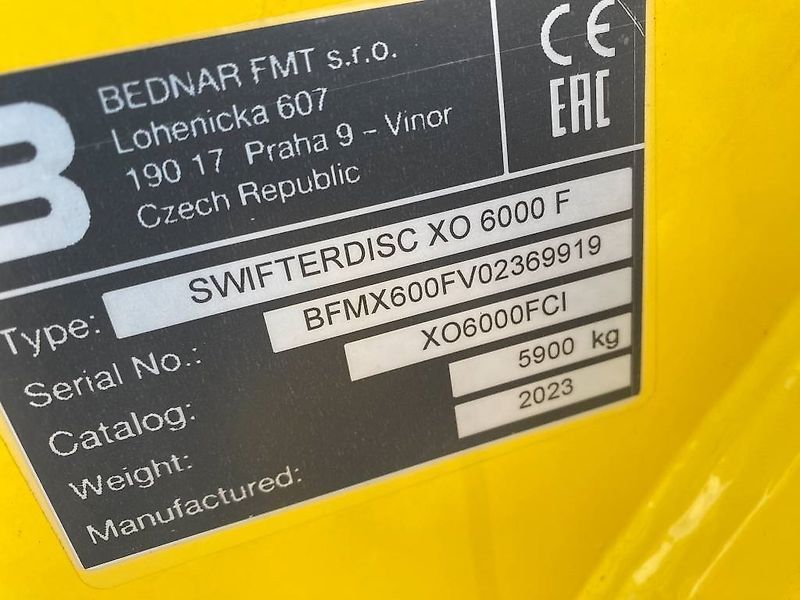 B
BEDNAR FMT s.r.o.
Lohenicka 607
190 17 Praha 9 – Vinor
Czech Republic
CE
EAC
Type: SWIFTERDISC XO 6000 F
Serial No.: BFMX600FV02369919
Catalog: XO6000FCI
Weight: 5900 kg
Manufactured: 2023